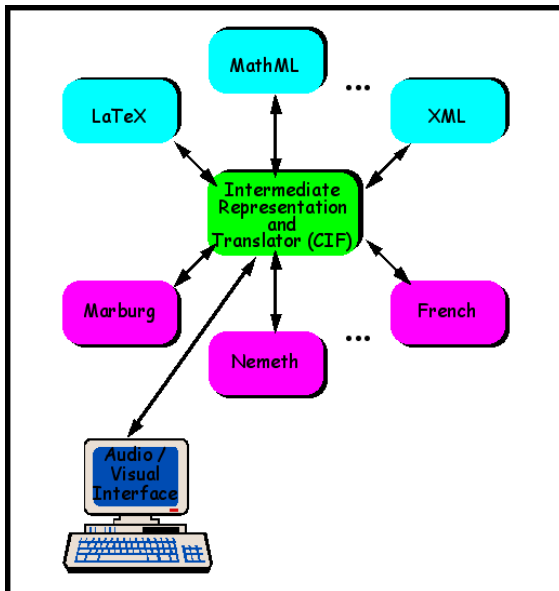 MathML
...
LaTeX
XML
Intermediate
Representation
and
Translator (CIF)
Marburg
French
...
Nemeth
Audio /
Visual
Interface